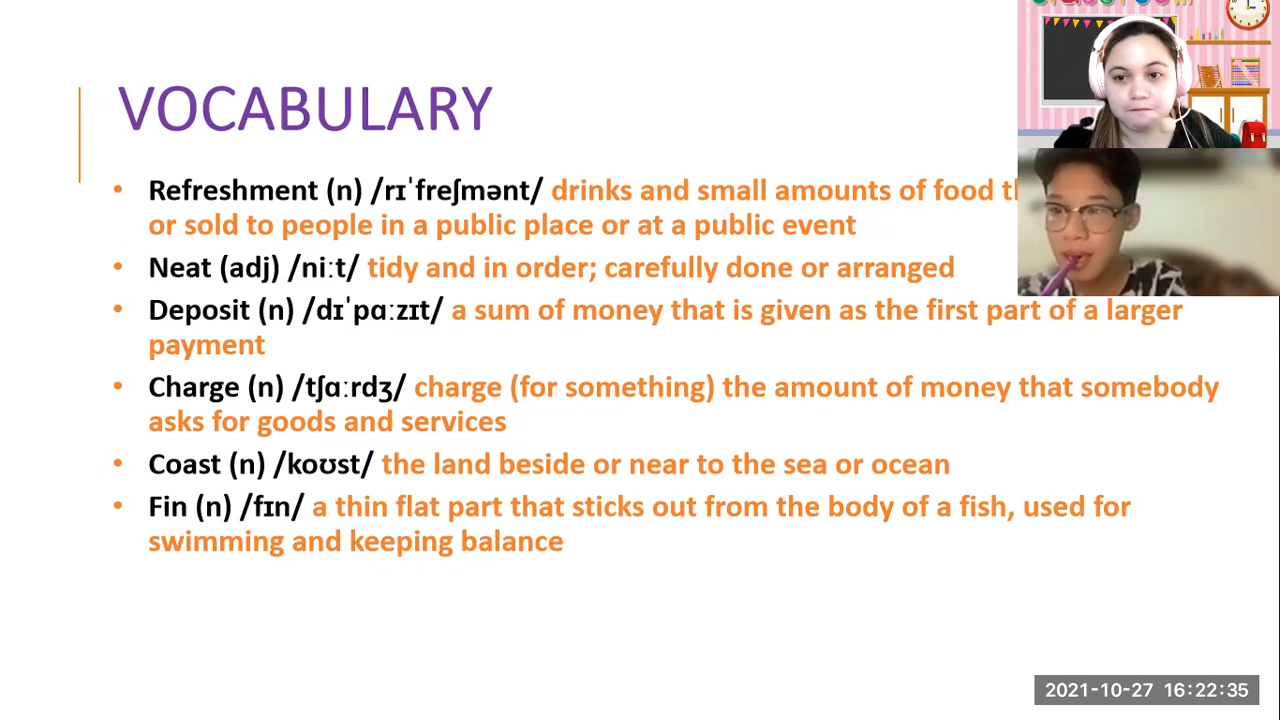 VOCABULARY
• Refreshment (n) /rɪˈfreʃmənt/ drinks and small amounts of food
or sold to people in a public place or at a public event
• Neat (adj) /niːt/ tidy and in order; carefully done or arranged
• Deposit (n) /dɪˈpɑːzɪt/ a sum of money that is given as the first part of a larger
payment
• Charge (n) /tʃɑːrdʒ/ charge (for something) the amount of money that somebody
asks for goods and services
• Coast (n) /koʊst/ the land beside or near to the sea or ocean
• Fin (n) /fɪn/ a thin flat part that sticks out from the body of a fish, used for
swimming and keeping balance
2021-10-27 16:22:35